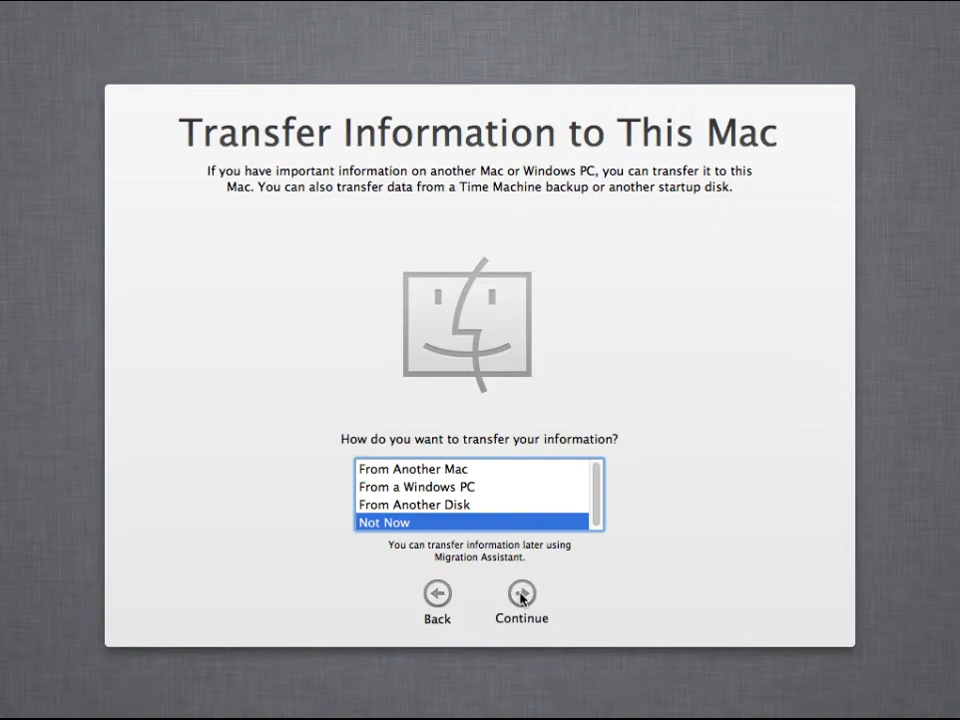 Transfer Information to This Mac
If you have important information on another Mac or Windows PC, you can transfer it to this
Mac. You can also transfer data from a Time Machine backup or another startup disk.
How do you want to transfer your information?
From Another Mac
From a Windows PC
From Another Disk
Not Now
You can transfer information later using
Migration Assistant.
Back
Continue